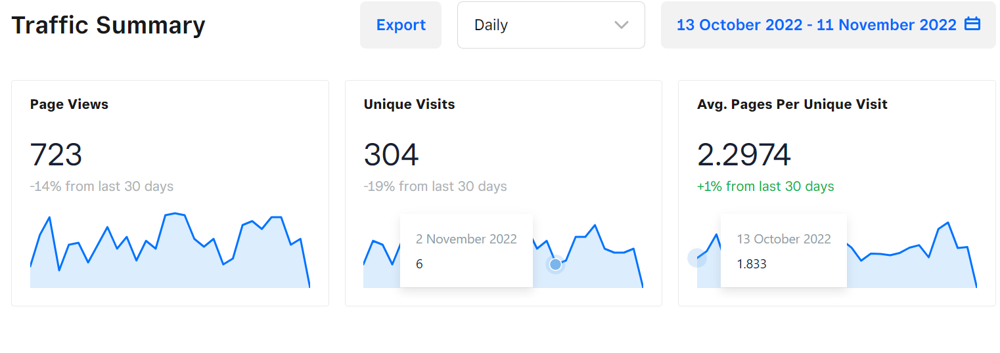 Traffic Summary
Export
Daily
13 October 2022 - 11 November 2022
Page Views
723
-14% from last 30 days
Unique Visits
304
-19% from last 30 days
2 November 2022
6
Avg. Pages Per Unique Visit
2.2974
+1% from last 30 days
13 October 2022
1.833